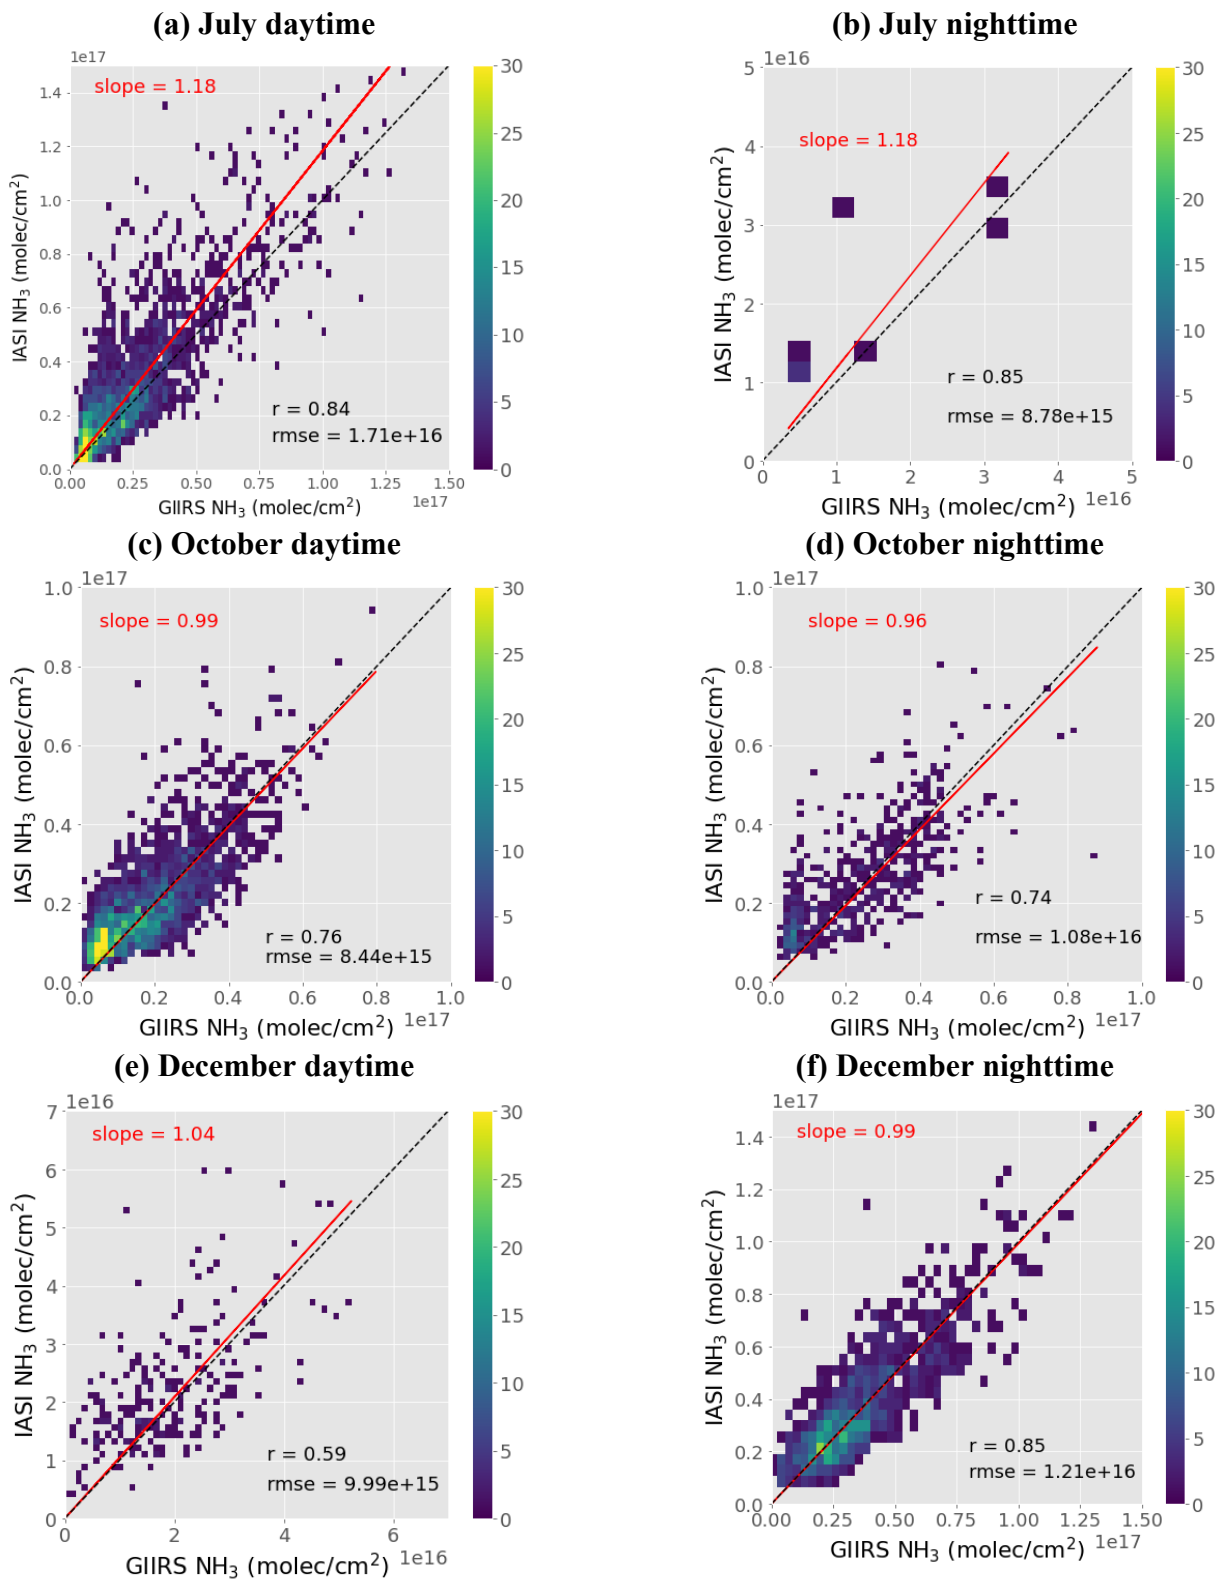 (a) July daytime
1e17
slope = 1.18
IASI NH₃ (molec/cm²)
1.4
1.2
1.0
0.8
0.6
0.4
0.2
0.0
r = 0.84
rmse = 1.71e+16
0.00 0.25 0.50 0.75 1.00 1.25 1.50
1e17
GIIRS NH₃ (molec/cm²)
30
25
20
15
10
5
0
(b) July nighttime
1e16
slope = 1.18
IASI NH₃ (molec/cm²)
5
4
3
2
1
0
r = 0.85
rmse = 8.78e+15
0 1 2 3 4 5
GIIRS NH₃ (molec/cm²) 1e16
30
25
20
15
10
5
0
(c) October daytime
1e17
slope = 0.99
IASI NH₃ (molec/cm²)
1.0
0.8
0.6
0.4
0.2
0.0
r = 0.76
rmse = 8.44e+15
0.0 0.2 0.4 0.6 0.8 1.0
GIIRS NH₃ (molec/cm²) 1e17
30
25
20
15
10
5
0
(d) October nighttime
1e17
slope = 0.96
IASI NH₃ (molec/cm²)
1.0
0.8
0.6
0.4
0.2
0.0
r = 0.74
rmse = 1.08e+16
0.0 0.2 0.4 0.6 0.8 1.0
GIIRS NH₃ (molec/cm²) 1e17
30
25
20
15
10
5
0
(e) December daytime
1e16
slope = 1.04
IASI NH₃ (molec/cm²)
7
6
5
4
3
2
1
0
r = 0.59
rmse = 9.99e+15
0 2 4 6
GIIRS NH₃ (molec/cm²) 1e16
30
25
20
15
10
5
0
(f) December nighttime
1e17
slope = 0.99
IASI NH₃ (molec/cm²)
1.4
1.2
1.0
0.8
0.6
0.4
0.2
0.0
r = 0.85
rmse = 1.21e+16
0.00 0.25 0.50 0.75 1.00 1.25 1.50
GIIRS NH₃ (molec/cm²) 1e17
30
25
20
15
10
5
0